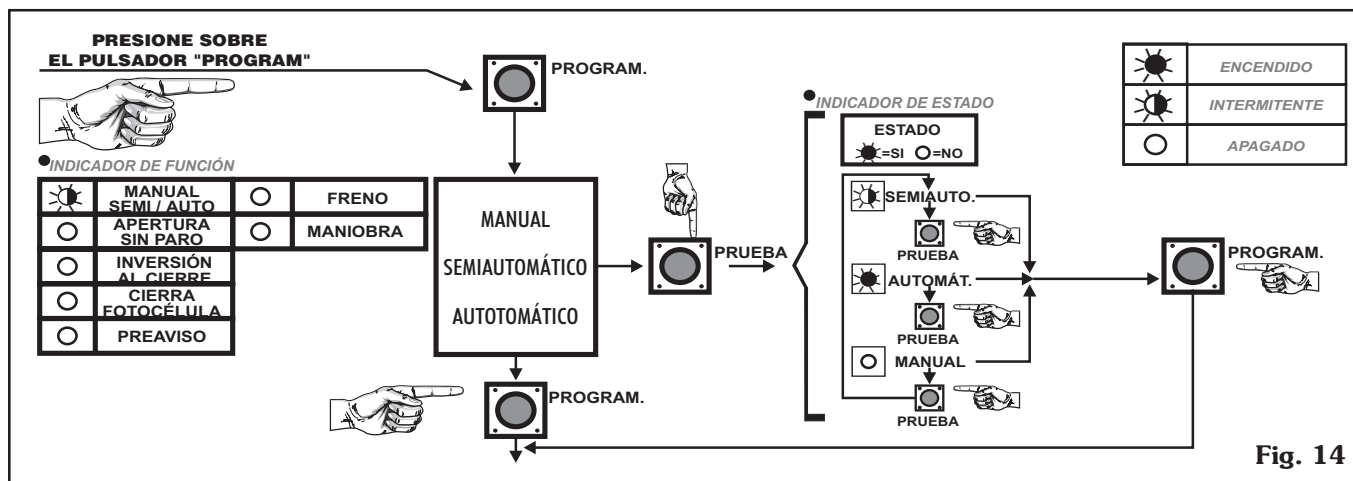 PRESIONE SOBRE
EL PULSADOR "PROGRAM"
PROGRAM.
INDICADOR DE FUNCIÓN
MANUAL
SEMI / AUTO
FRENO
APERTURA
SIN PARO
MANIOBRA
INVERSIÓN
AL CIERRE
CIERRA
FOTOCÉLULA
PREAVISO
MANUAL
SEMIAUTOMÁTICO
AUTOTOMÁTICO
PROGRAM.
PRUEBA
INDICADOR DE ESTADO
ESTADO
=SI =NO
SEMIAUTO.
PRUEBA
AUTOMÁT.
PRUEBA
MANUAL
PRUEBA
PROGRAM.
ENCENDIDO
INTERMITENTE
APAGADO
Fig. 14